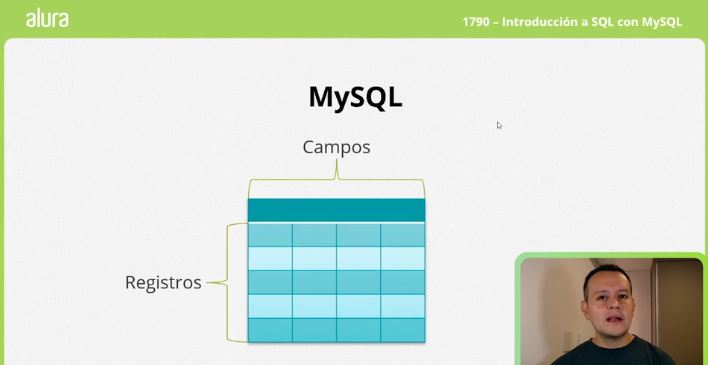 alura
1790 – Introducción a SQL con MySQL
MySQL
Campos
Registros